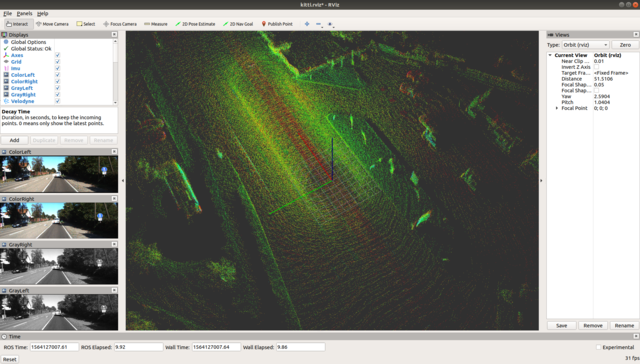 kitti.rviz* - RViz
File Panels Help
Interact Move Camera Select Focus Camera Measure 2D Pose Estimate 2D Nav Goal Publish Point
Displays
Global Options
Global Status: Ok
Axes
Grid
Imu
ColorLeft
ColorRight
GrayLeft
GrayRight
Velodyne
Decay Time
Duration, in seconds, to keep the incoming
points. 0 means only show the latest points.
Add Duplicate Remove Rename
ColorLeft
ColorRight
GrayRight
GrayLeft
Views
Type: Orbit (rviz) Zero
Current View Orbit (rviz)
Near Clip ... 0.01
Invert Z Axis
Target Fra... <Fixed Frame>
Distance 51.5106
Focal Shap... 0.05
Focal Shap...
Yaw 2.5904
Pitch 1.0404
Focal Point 0; 0; 0
Save Remove Rename
Time
ROS Time: 1564127007.61 ROS Elapsed: 9.92 Wall Time: 1564127007.64 Wall Elapsed: 9.86 Experimental
Reset 31 fps